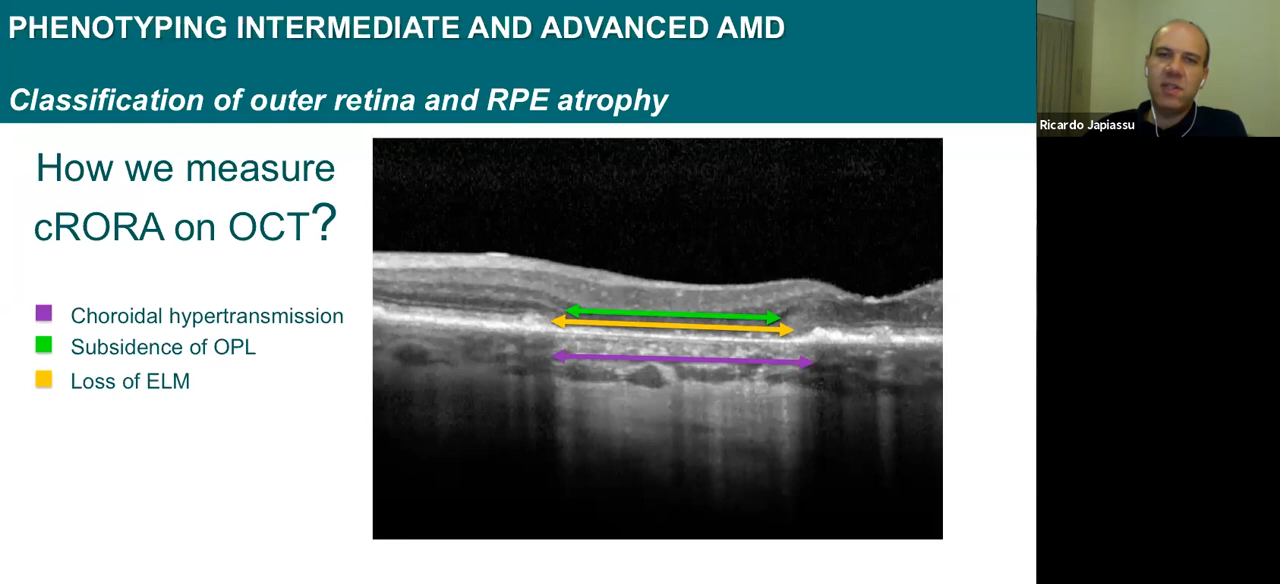 PHENOTYPING INTERMEDIATE AND ADVANCED AMD
Classification of outer retina and RPE atrophy
How we measure
cRORA on OCT?
Choroidal hypertransmission
Subsidence of OPL
Loss of ELM
Ricardo Japiassu